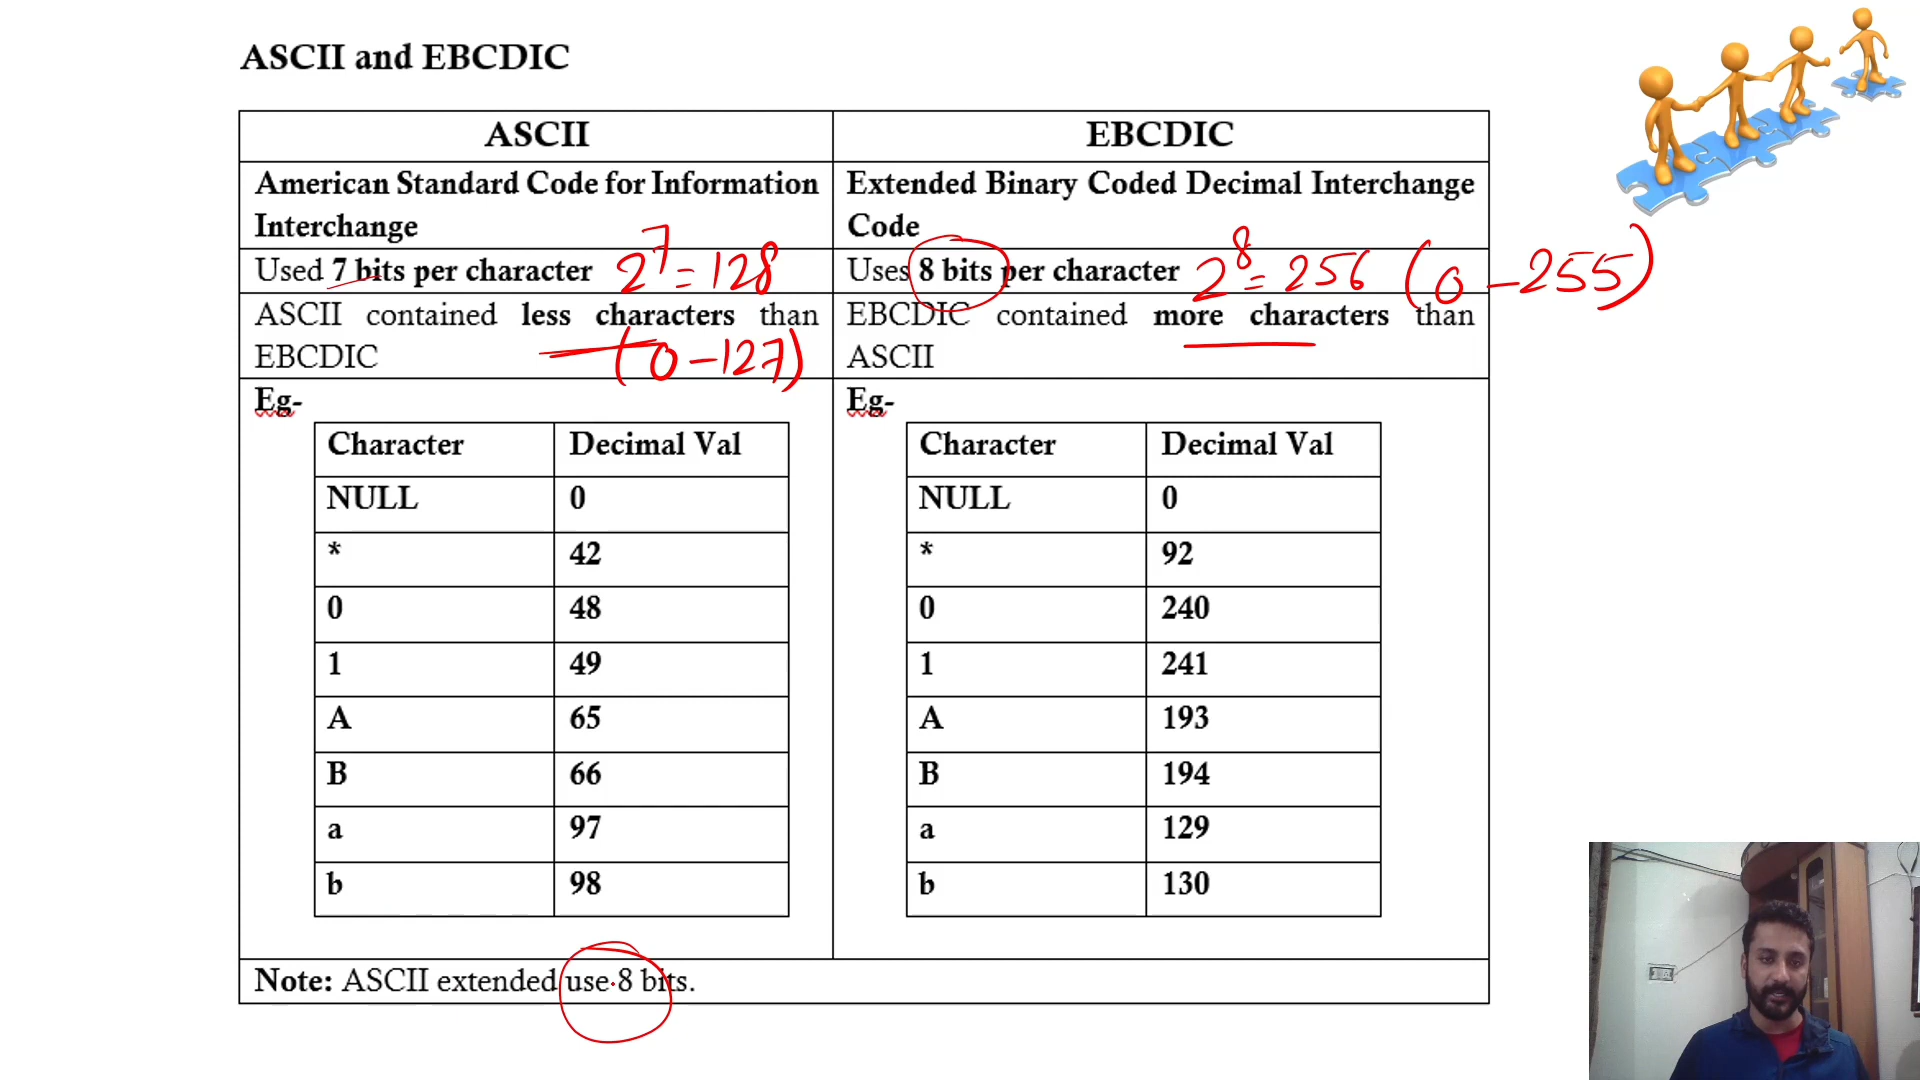 ASCII and EBCDIC
ASCII
EBCDIC
American Standard Code for Information
Interchange
Extended Binary Coded Decimal Interchange
Code
Used 7 bits per character 2^7 = 128
Uses 8 bits per character 2^8 = 256 (0 - 255)
ASCII contained less characters than
EBCDIC (0 - 127)
EBCDIC contained more characters than
ASCII
Eg-
Character Decimal Val
NULL 0
* 42
0 48
1 49
A 65
B 66
a 97
b 98
Eg-
Character Decimal Val
NULL 0
* 92
0 240
1 241
A 193
B 194
a 129
b 130
Note: ASCII extended use 8 bits.